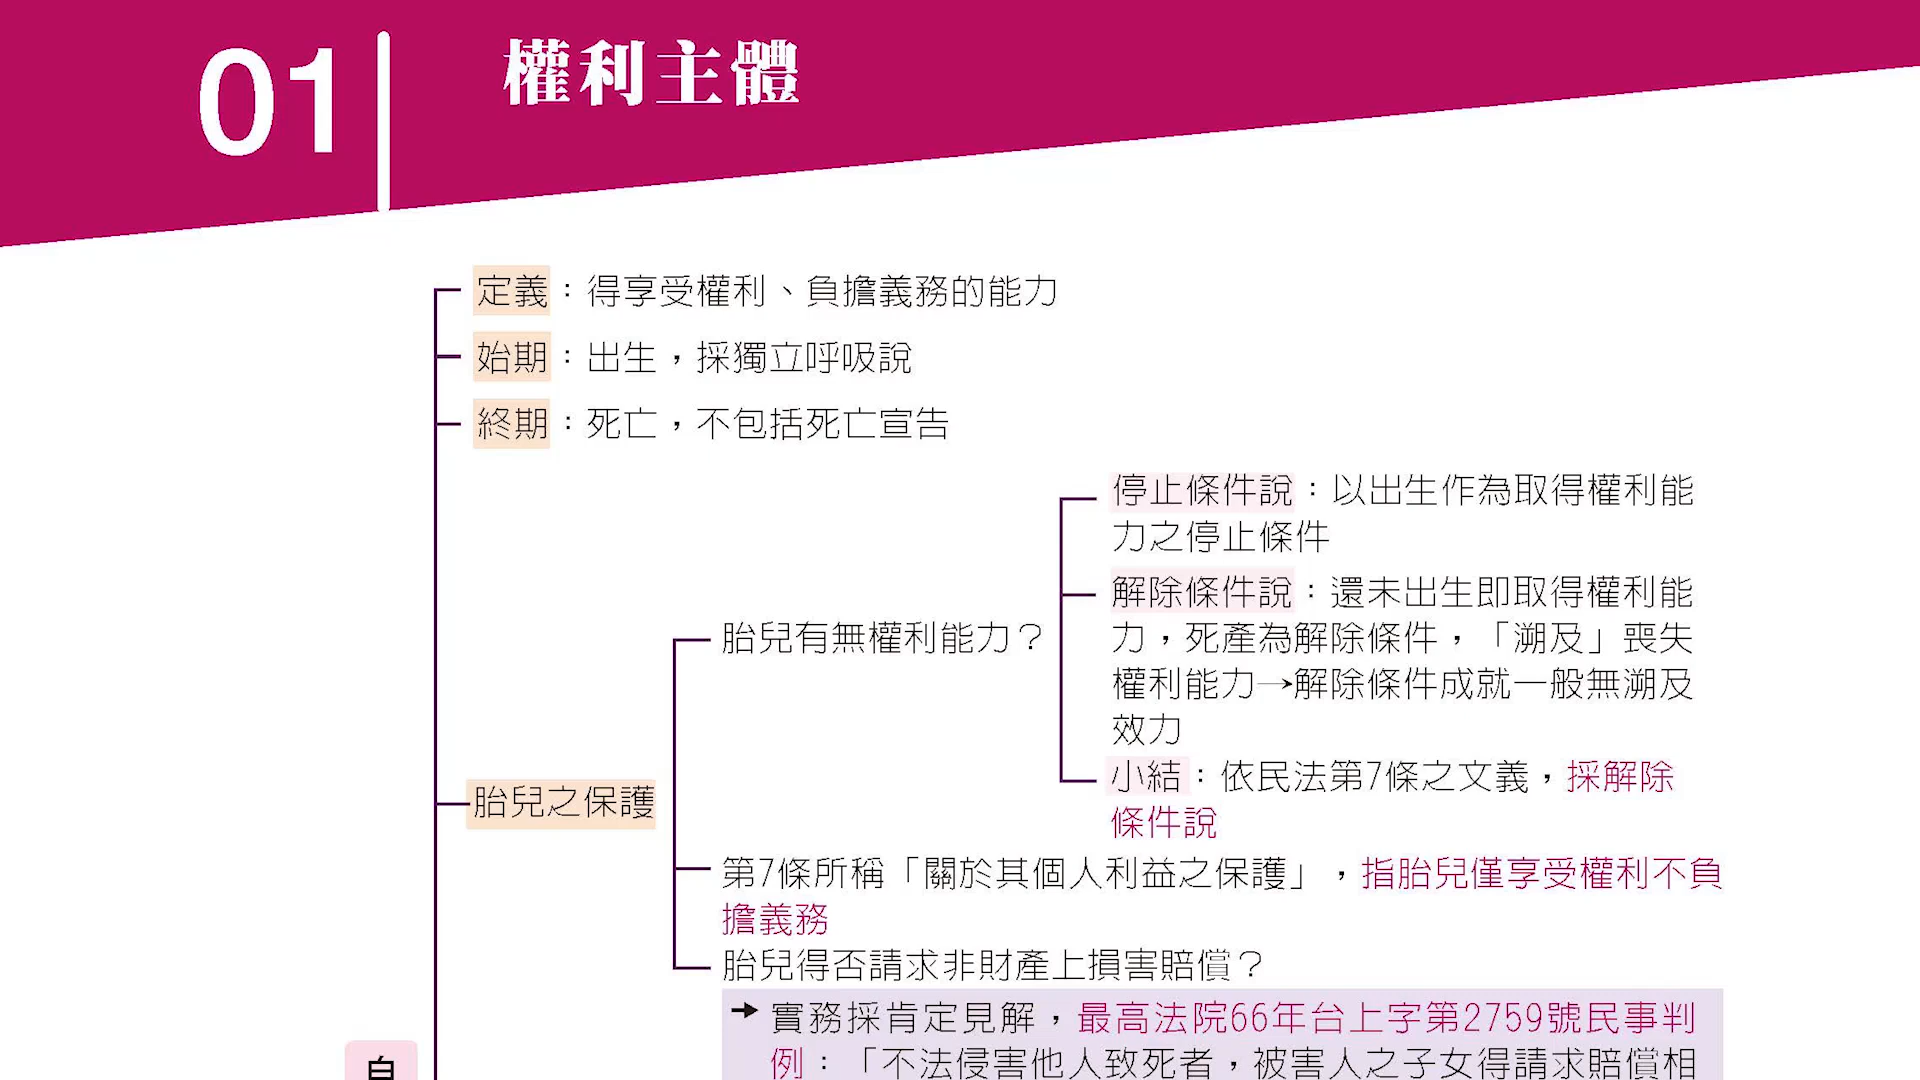 01
權利主體
定義：得享受權利、負擔義務的能力
始期：出生，採獨立呼吸說
終期：死亡，不包括死亡宣告
停止條件說：以出生作為取得權利能
力之停止條件
解除條件說：還未出生即取得權利能
胎兒有無權利能力？
力，死產為解除條件，「溯及」喪失
權利能力→解除條件成就一般無溯及
效力
小結：依民法第7條之文義，採解除
條件說
胎兒之保護
第7條所稱「關於其個人利益之保護」，指胎兒僅享受權利不負
擔義務
胎兒得否請求非財產上損害賠償？
➔ 實務採肯定見解，最高法院66年台上字第2759號民事判
例：「不法侵害他人致死者，被害人之子女得請求賠償相